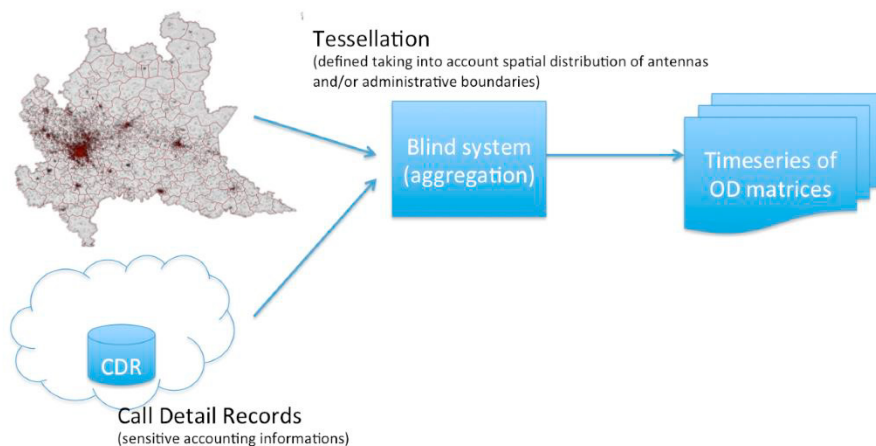 Tessellation
(defined taking into account spatial distribution of antennas
and/or administrative boundaries)
Blind system
(aggregation)
Timeseries of
OD matrices
CDR
Call Detail Records
(sensitive accounting informations)